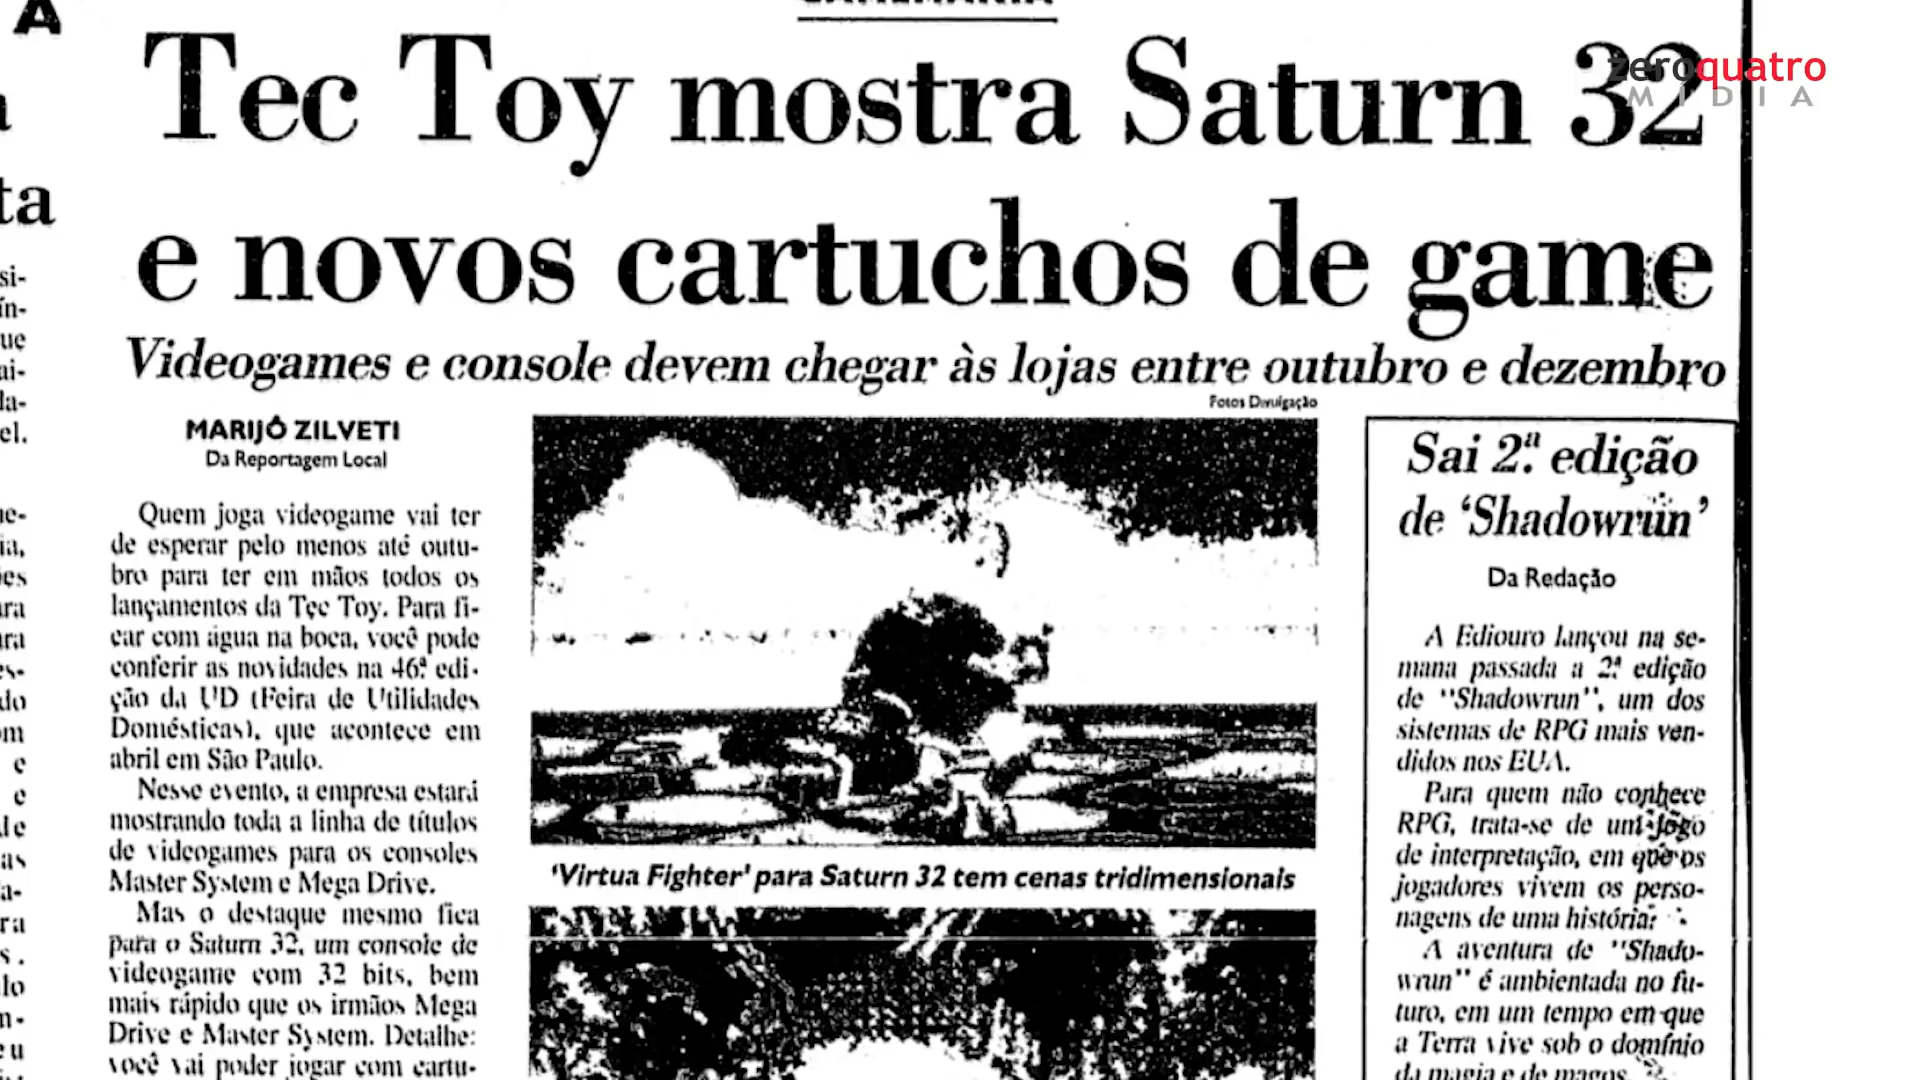 zeroquatro
MIDIA
Tec Toy mostra Saturn 32
e novos cartuchos de game
Videogames e console devem chegar às lojas entre outubro e dezembro
Fotos Divulgação
MARIJÔ ZILVETI
Da Reportagem Local
Quem joga videogame vai ter
de esperar pelo menos até outu-
bro para ter em mãos todos os
lançamentos da Tec Toy. Para fi-
car com água na boca, você pode
conferir as novidades na 46ª edi-
ção da UD (Feira de Utilidades
Domésticas), que acontece em
abril em São Paulo.
Nesse evento, a empresa estará
mostrando toda a linha de títulos
de videogames para os consoles
Master System e Mega Drive.
Mas o destaque mesmo fica
para o Saturn 32, um console de
videogame com 32 bits, bem
mais rápido que os irmãos Mega
Drive e Master System. Detalhe:
você vai poder jogar com cartu-
'Virtua Fighter' para Saturn 32 tem cenas tridimensionais
Sai 2ª edição
de 'Shadowrun'
Da Redação
A Ediouro lançou na se-
mana passada a 2ª edição
de "Shadowrun", um dos
sistemas de RPG mais ven-
didos nos EUA.
Para quem não conhece
RPG, trata-se de um jogo
de interpretação, em que os
jogadores vivem os perso-
nagens de uma história.
A aventura de "Shado-
wrun" é ambientada no fu-
turo, em um tempo em que
a Terra vive sob o domínio
da magia e de magos.